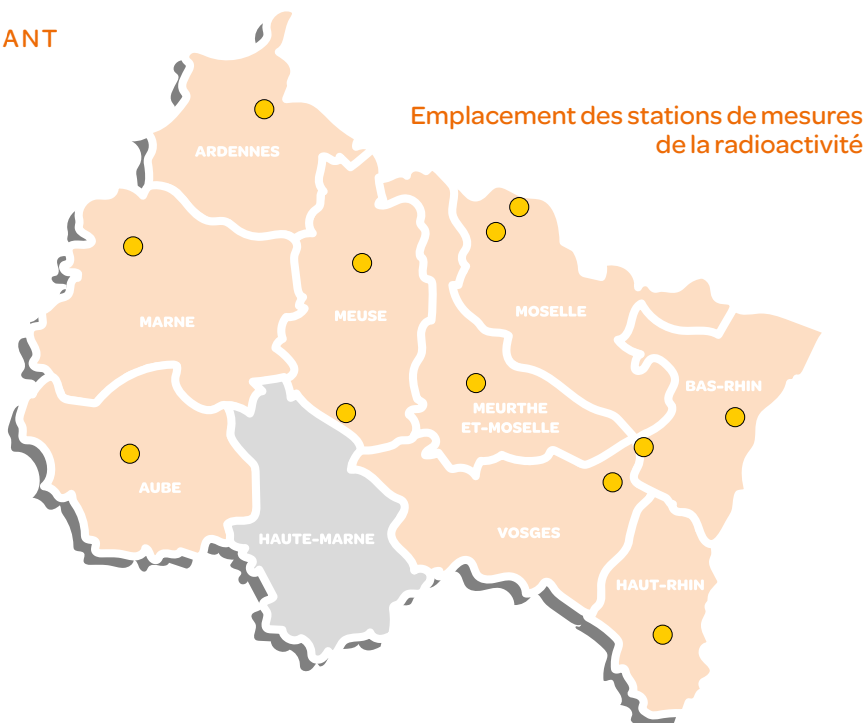 ANT
Emplacement des stations de mesures
de la radioactivité
ARDENNES
MARNE
MEUSE
MOSELLE
BAS-RHIN
MEURTHE
ET-MOSELLE
AUBE
HAUTE-MARNE
VOSGES
HAUT-RHIN